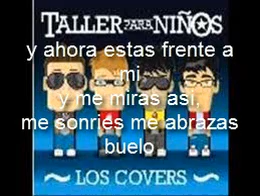 TALLER PARA NIÑOS
y ahora estas frente a
mi
y me miras asi,
me sonries me abrazas
buelo
~ LOS COVERS ~